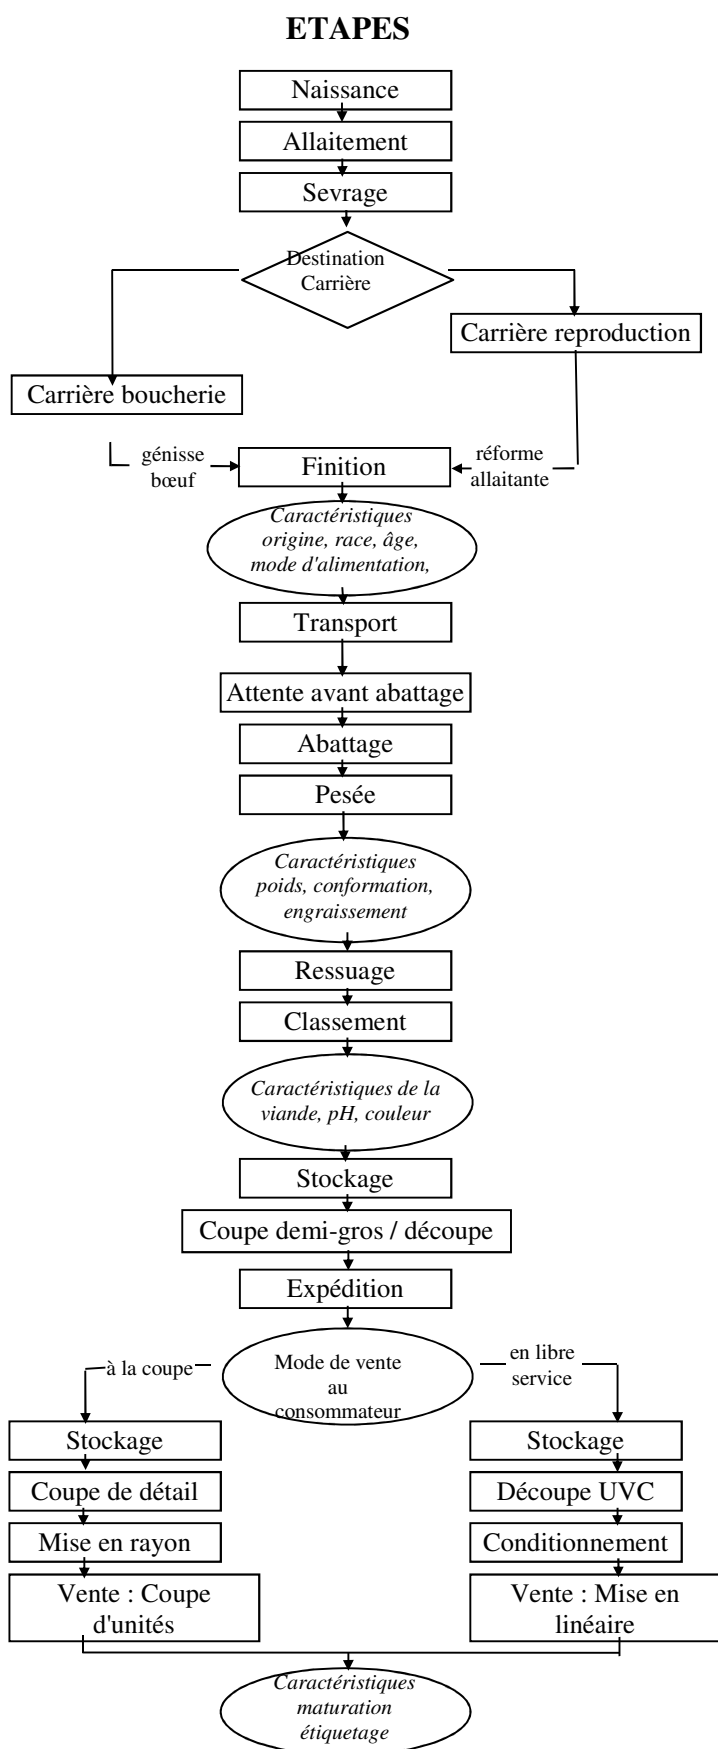 ETAPES
Naissance
Allaitement
Sevrage
Destination
Carrière
Carrière reproduction
Carrière boucherie
génisse
bœuf
Finition
réforme
allaitante
Caractéristiques
origine, race, âge,
mode d'alimentation,
Transport
Attente avant abattage
Abattage
Pesée
Caractéristiques
poids, conformation,
engraissement
Ressuage
Classement
Caractéristiques de la
viande, pH, couleur
Stockage
Coupe demi-gros / découpe
Expédition
à la coupe
Mode de vente
au
consommateur
en libre
service
Stockage
Coupe de détail
Mise en rayon
Vente : Coupe
d'unités
Stockage
Découpe UVC
Conditionnement
Vente : Mise en
linéaire
Caractéristiques
maturation
étiquetage